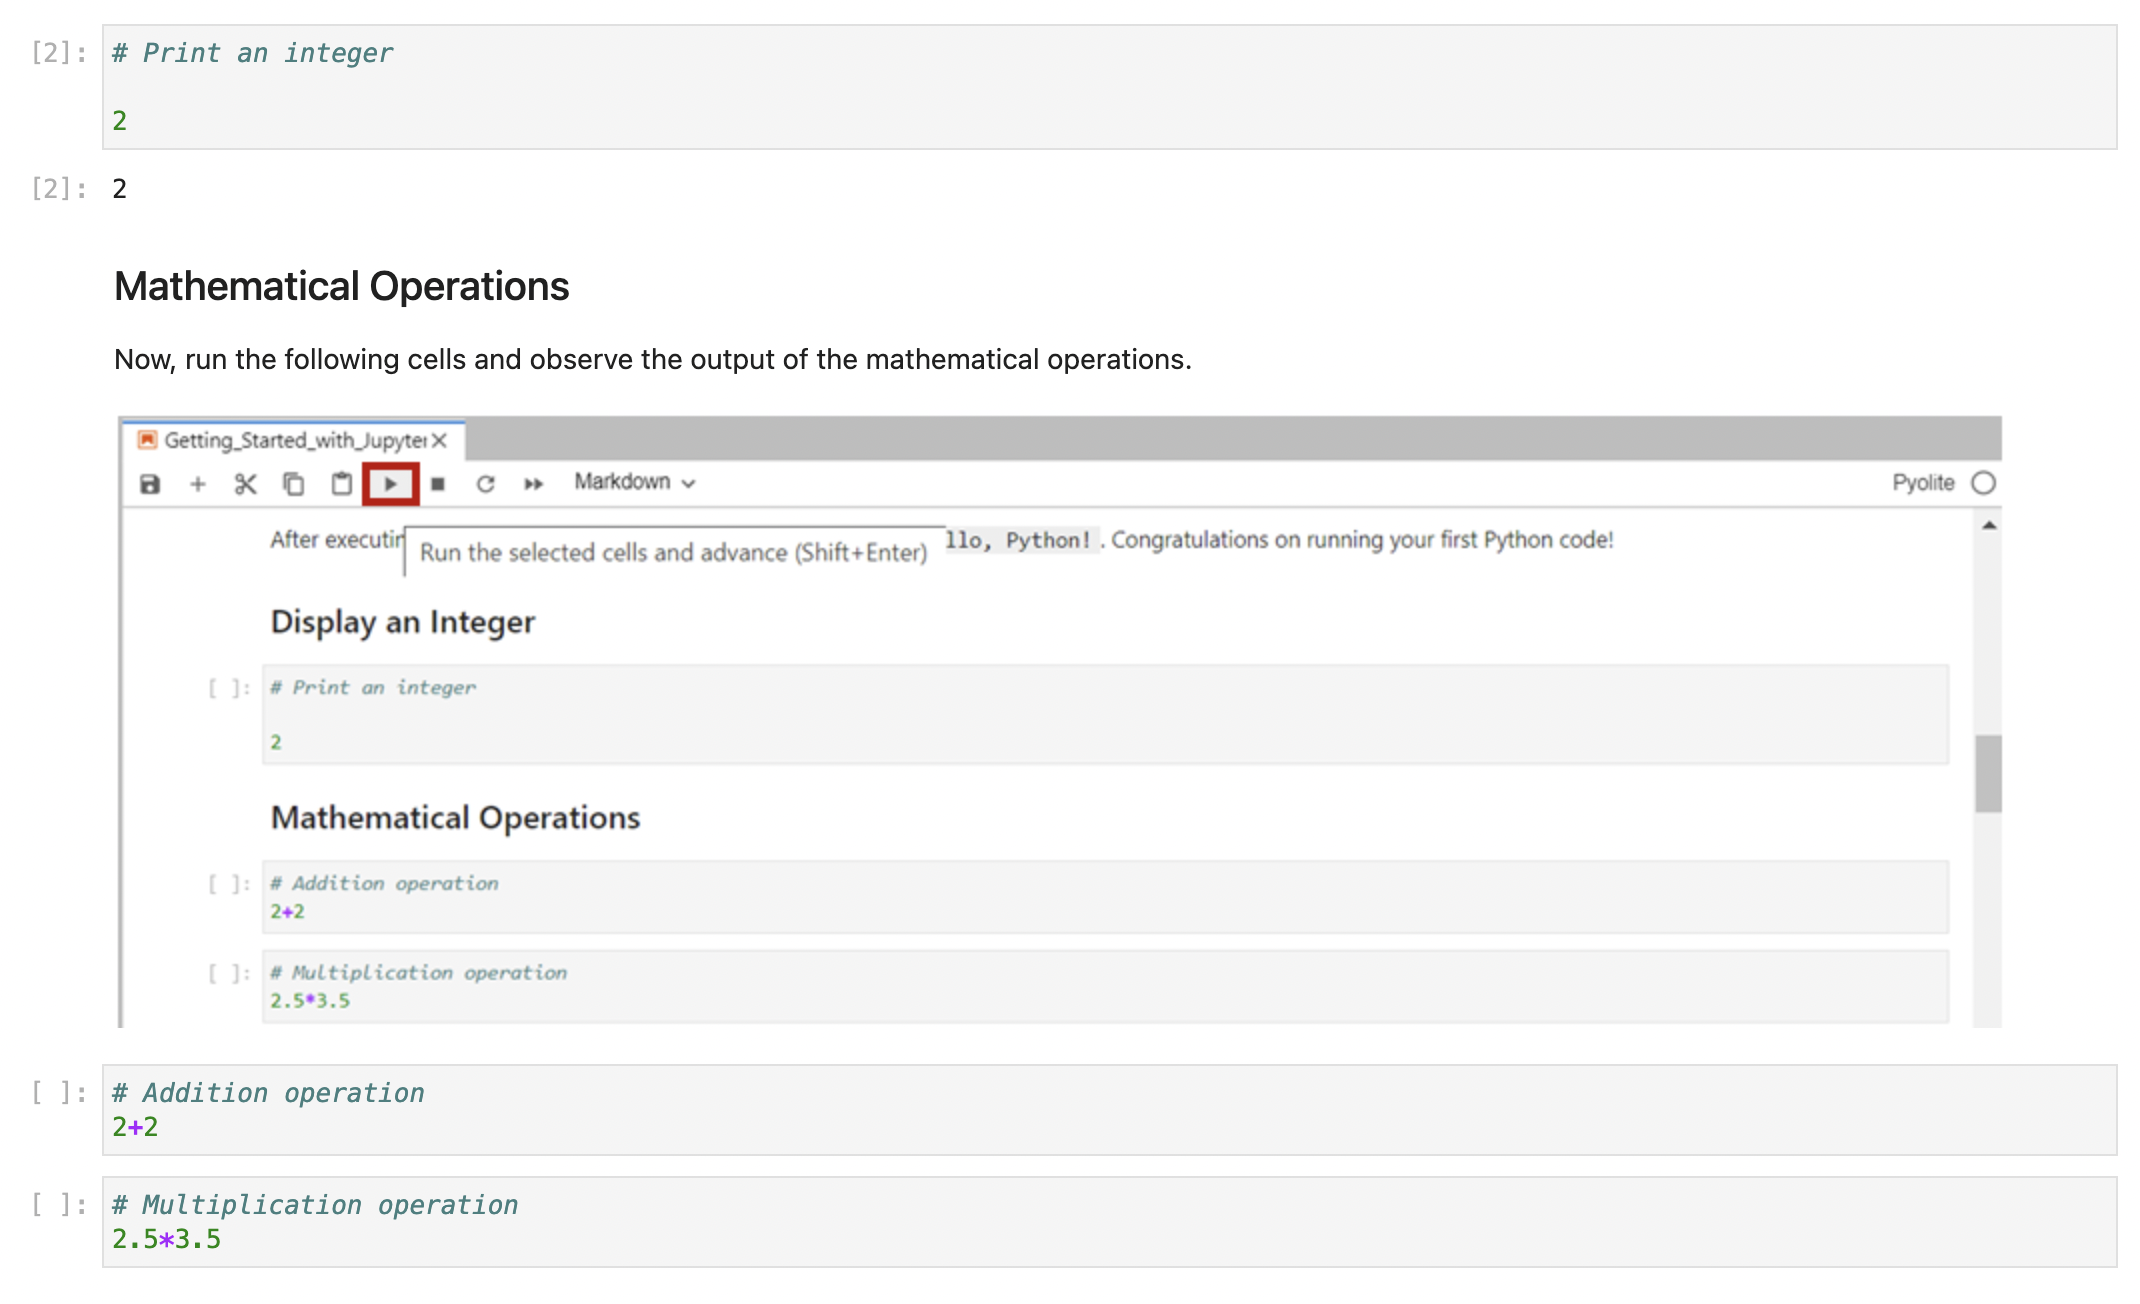 [2]: # Print an integer
2
[2]: 2
Mathematical Operations
Now, run the following cells and observe the output of the mathematical operations.
Getting_Started_with_Jupyter
Markdown
Pyolite
After executin
Run the selected cells and advance (Shift+Enter)
llo, Python! . Congratulations on running your first Python code!
Display an Integer
[ ]: # Print an integer
2
Mathematical Operations
[ ]: # Addition operation
2+2
[ ]: # Multiplication operation
2.5*3.5
[ ]: # Addition operation
2+2
[ ]: # Multiplication operation
2.5*3.5